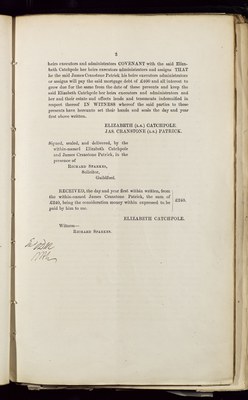 2
heirs executors and administrators COVENANT with the said Eliza-
beth Catchpole her heirs executors administrators and assigns THAT
he the said James Cranstone Patrick his heirs executors administrators
or assigns will pay the said mortgage debt of £400 and all interest to
grow due for the same from the date of these presents and keep the
said Elizabeth Catchpole her heirs executors and administrators and
her and their estate and effects lands and tenements indemnified in
respect thereof IN WITNESS whereof the said parties to these
presents have hereunto set their hands and seals the day and year
first above written.
ELIZABETH (L.S.) CATCHPOLE.
JAS. CRANSTONE (L.S.) PATRICK.
Signed, sealed, and delivered, by the
within-named Elizabeth Catchpole
and James Cranstone Patrick, in the
presence of
RICHARD SPARKES,
Solicitor,
Guildford.
RECEIVED, the day and year first within written, from
the within-named James Cranstone Patrick, the sum of
£240, being the consideration money within expressed to be
paid by him to me.
£240.
ELIZABETH CATCHPOLE.
Witness—
RICHARD SPARKES.